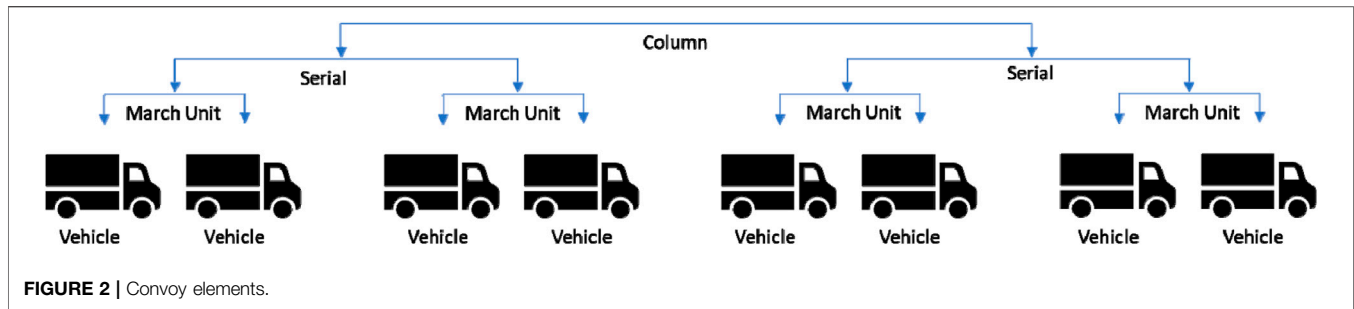 Column
Serial
Serial
March Unit
March Unit
March Unit
March Unit
Vehicle
Vehicle
Vehicle
Vehicle
Vehicle
Vehicle
Vehicle
Vehicle
FIGURE 2 | Convoy elements.